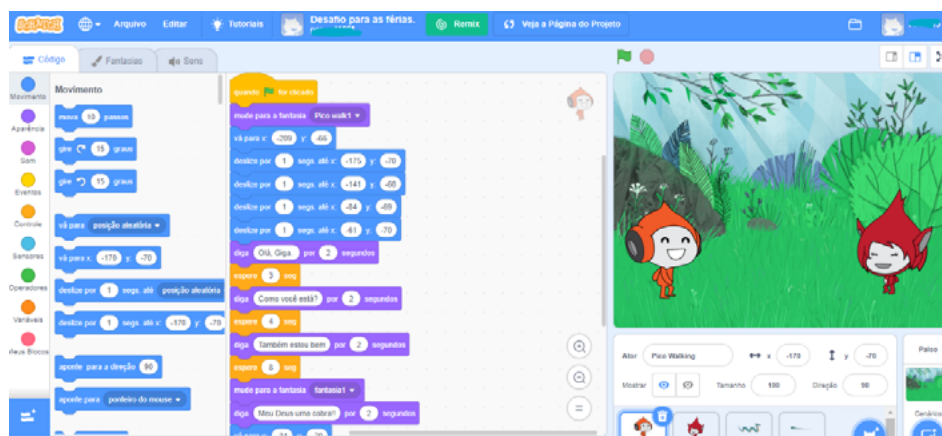 SCRATCH Arquivo Editar Tutoriais Desafio para as férias. Remix Veja a Página do Projeto
Código Fantasias Sons
Movimento
Aparência
Som
Eventos
Controle
Sensores
Operadores
Variáveis
Meus Blocos
Movimento
mova 10 passos
gire 15 graus
gire 15 graus
vá para posição aleatória
vá para x: -170 y: -70
deslize por 1 segs. até posição aleatória
deslize por 1 segs. até x: -170 y: -70
aponte para a direção 90
aponte para ponteiro do mouse
quando for clicado
mude para a fantasia Pico walk1
vá para x: -209 y: -66
deslize por 1 segs. até x: -175 y: -70
deslize por 1 segs. até x: -141 y: -68
deslize por 1 segs. até x: -84 y: -69
deslize por 1 segs. até x: -61 y: -70
diga Olá, Giga. por 2 segundos
espere 3 seg
diga Como você está? por 2 segundos
espere 4 seg
diga Também estou bem por 2 segundos
espere 6 seg
mude para a fantasia fantasia1
diga Meu Deus uma cobra!! por 2 segundos
Ator Pico Walking x -170 y -70
Mostrar Tamanho 100 Direção 90
Palco
Cenários